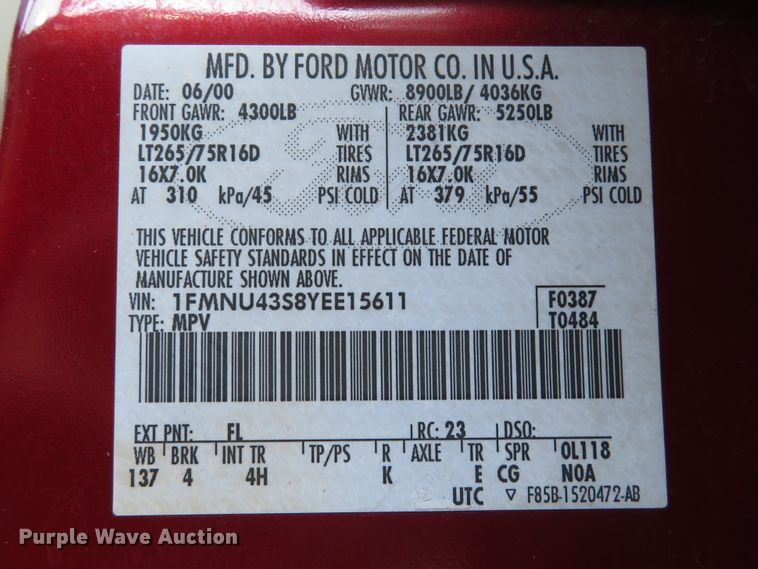 MFD. BY FORD MOTOR CO. IN U.S.A.
DATE: 06/00 GVWR: 8900LB/ 4036KG
FRONT GAWR: 4300LB REAR GAWR: 5250LB
1950KG WITH 2381KG WITH
LT265/75R16D TIRES LT265/75R16D TIRES
16X7.0K RIMS 16X7.0K RIMS
AT 310 kPa/45 PSI COLD AT 379 kPa/55 PSI COLD
THIS VEHICLE CONFORMS TO ALL APPLICABLE FEDERAL MOTOR
VEHICLE SAFETY STANDARDS IN EFFECT ON THE DATE OF
MANUFACTURE SHOWN ABOVE.
VIN: 1FMNU43S8YEE15611 F0387
TYPE: MPV T0484
EXT PNT: FL RC: 23 DSO:
WB BRK INT TR TP/PS R AXLE TR SPR OL118
137 4 4H K E CG NOA
UTC F85B-1520472-AB
Purple Wave Auction